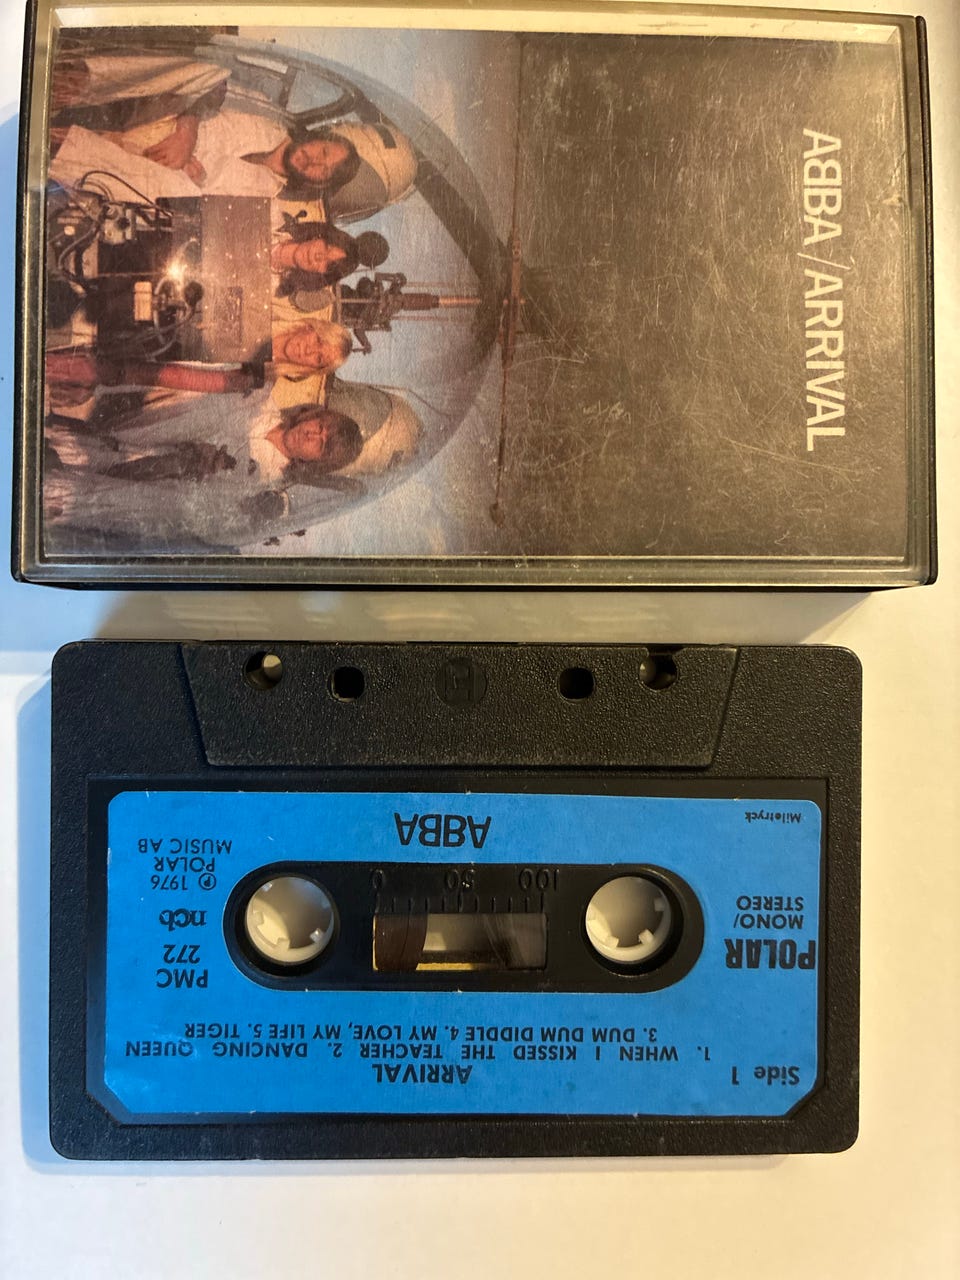 ABBA/ARRIVAL
Side 1
ARRIVAL
1. WHEN I KISSED THE TEACHER 2. DANCING QUEEN
3. DUM DUM DIDDLE 4. MY LOVE, MY LIFE 5. TIGER
POLAR
MONO/
STEREO
100 50 0
PMC
272
ncb
Ⓟ 1976
POLAR
MUSIC AB
ABBA
Miletryck